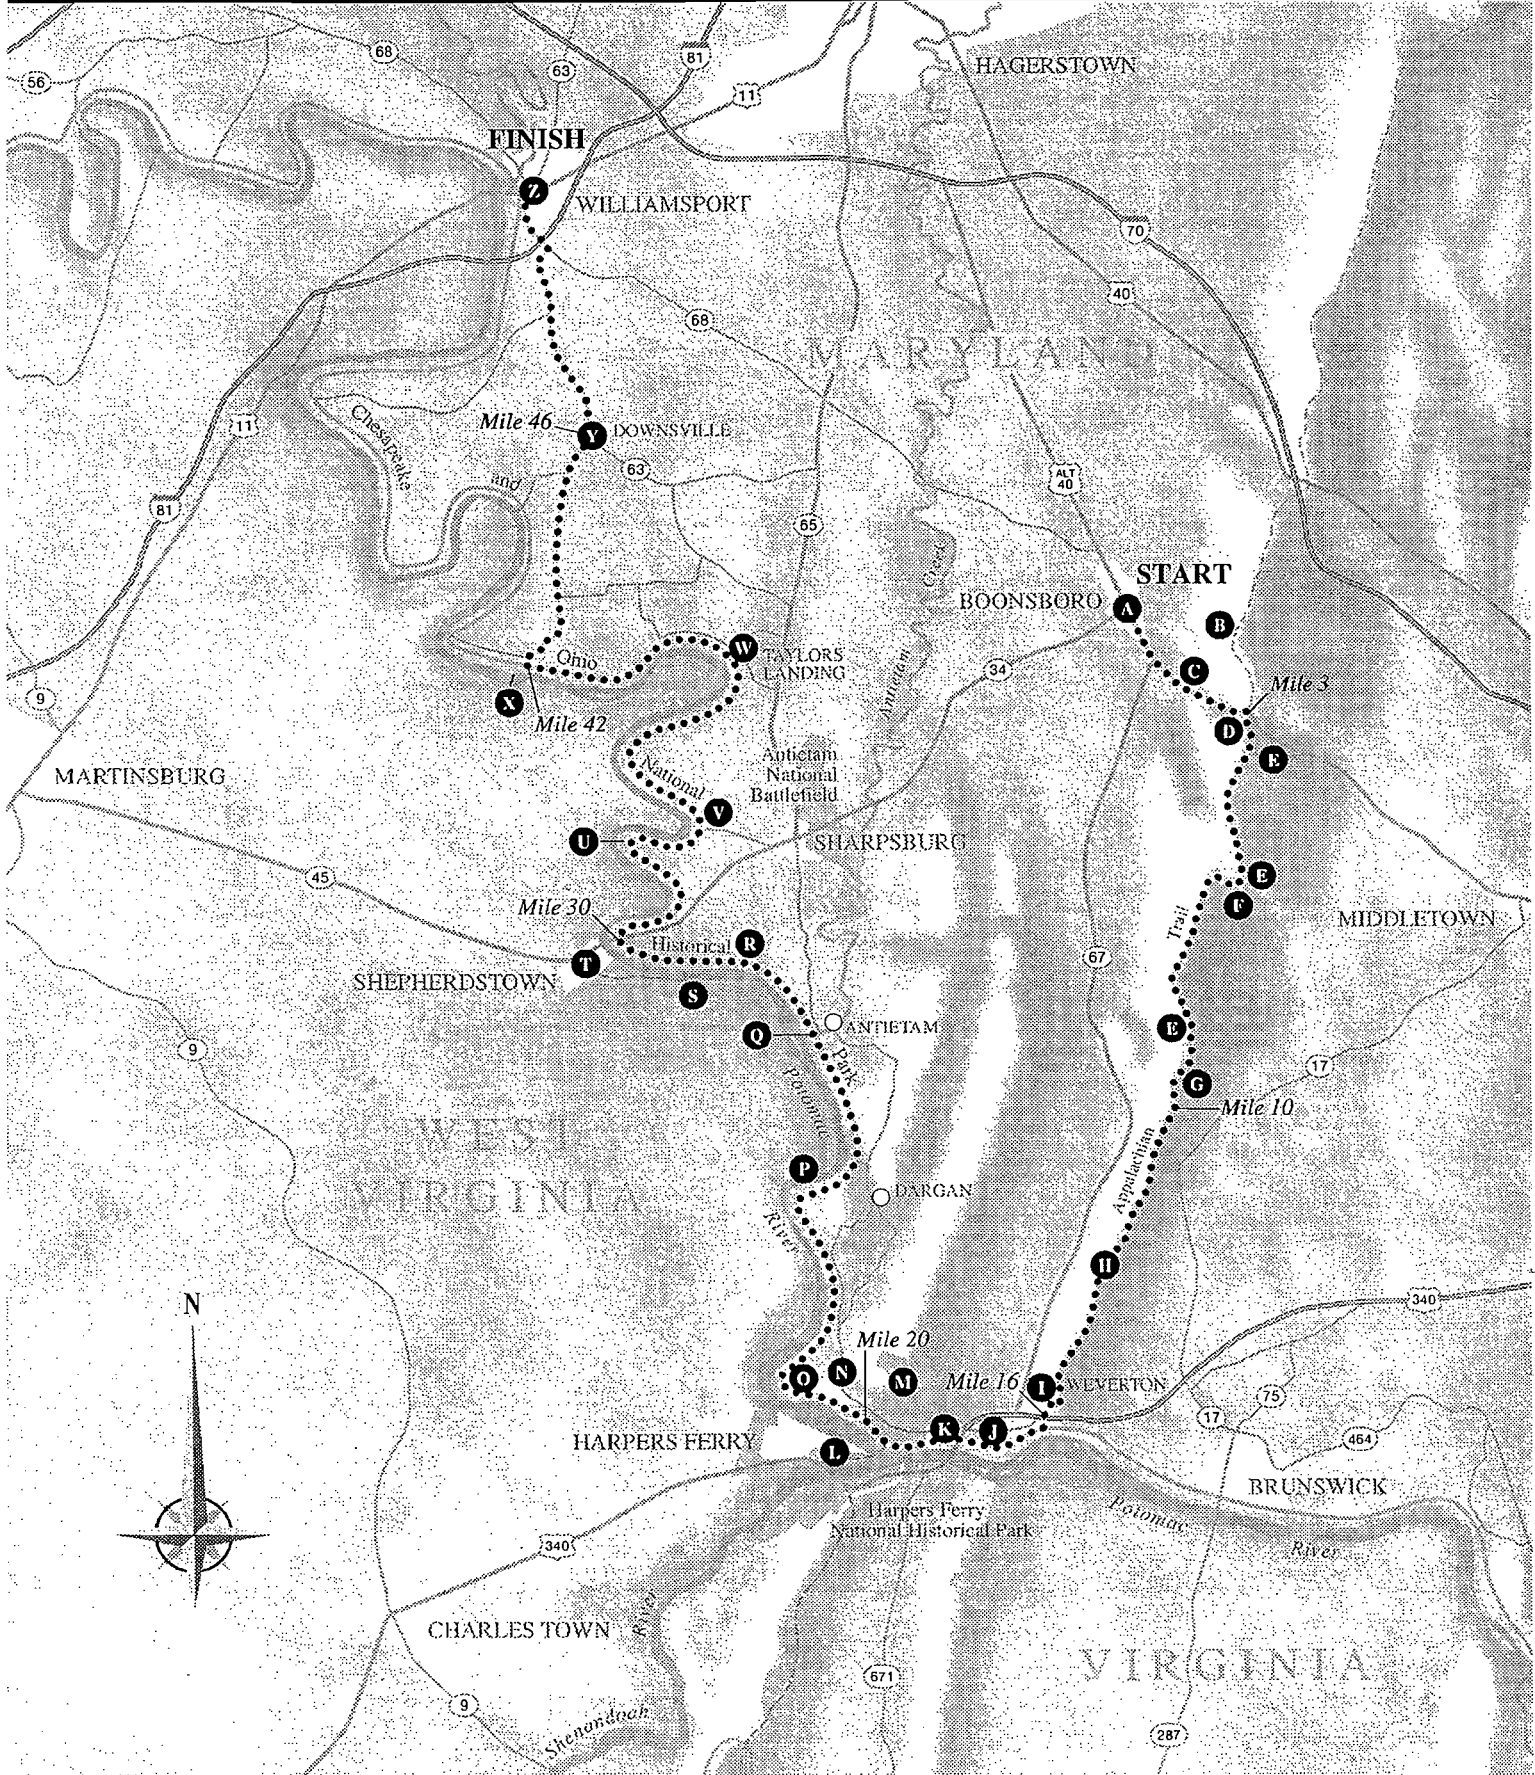 68
81
63
56
11
HAGERSTOWN
FINISH
Z
WILLIAMSPORT
70
40
68
MARYLAND
Chesapeake
11
Mile 46
Y
DOWNSVILLE
63
and
ALT
40
81
65
Creek
START
BOONSBORO
A
B
W
TAYLORS
LANDING
Ohio
34
C
Mile 3
9
X
Mile 42
Antietam
D
E
Antietam
National
Battlefield
MARTINSBURG
National
V
U
SHARPSBURG
45
E
F
Mile 30
Trail
MIDDLETOWN
Historical
R
T
67
SHEPHERDSTOWN
S
E
Q
ANTIETAM
9
Park
17
G
Potomac
Mile 10
WEST
VIRGINIA
Appalachian
P
DARGAN
River
H
N
340
Mile 20
O
N
M
Mile 16
I
WEVERTON
75
17
K
J
464
HARPERS FERRY
L
BRUNSWICK
Harpers Ferry
National Historical Park
Potomac
River
340
River
CHARLES TOWN
VIRGINIA
671
9
Shenandoah
287